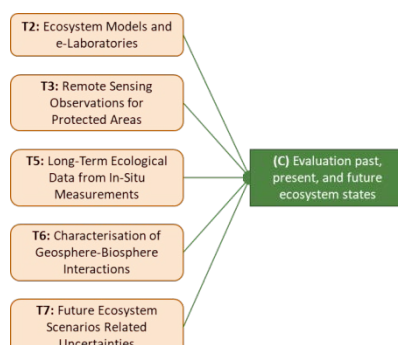 T2: Ecosystem Models and
e-Laboratories
T3: Remote Sensing
Observations for
Protected Areas
T5: Long-Term Ecological
Data from In-Situ
Measurements
T6: Characterisation of
Geosphere-Biosphere
Interactions
T7: Future Ecosystem
Scenarios Related
Uncertainties
(C) Evaluation past,
present, and future
ecosystem states